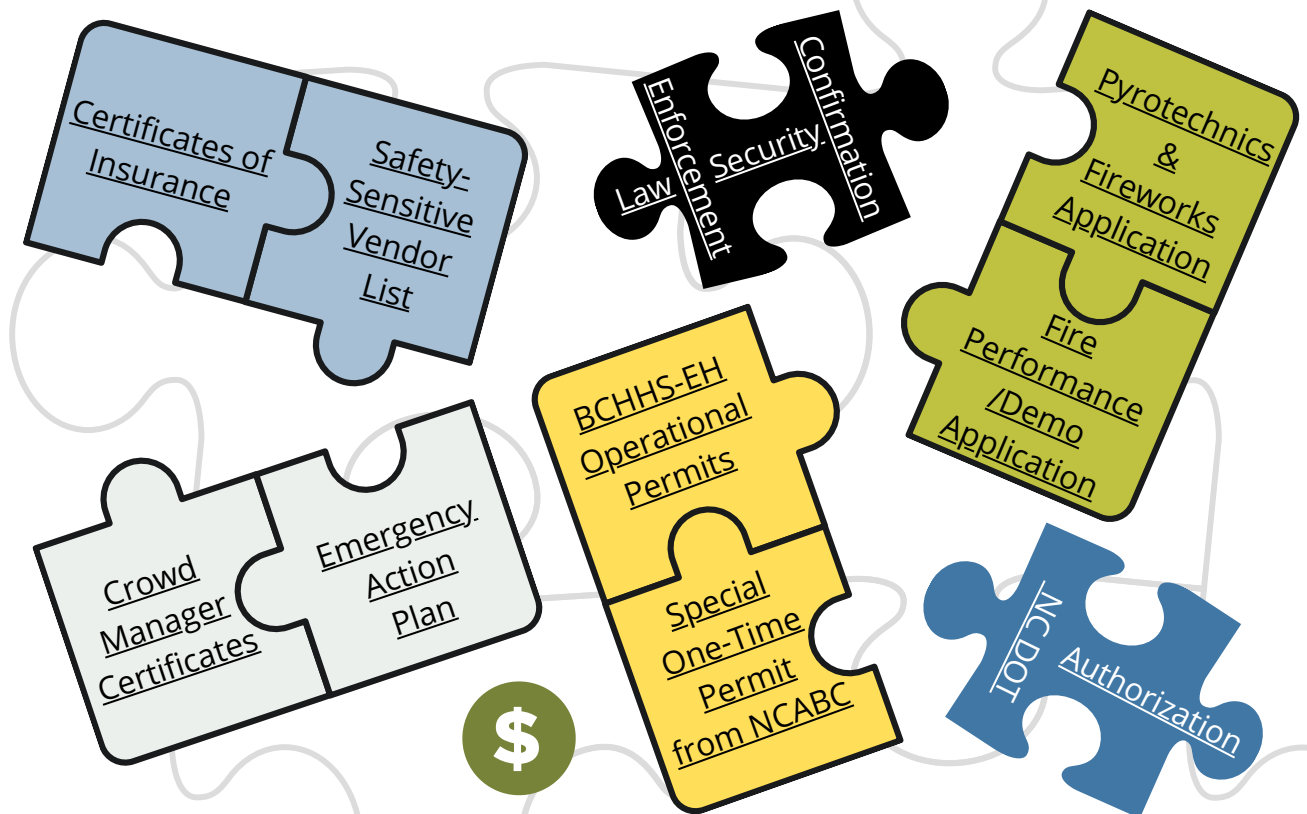 Certificates of
Insurance
Safety-
Sensitive
Vendor
List
Law
Enforcement
Security
Confirmation
Pyrotechnics
&
Fireworks
Application
Fire
Performance
/Demo
Application
BCHHS-EH
Operational
Permits
Special
One-Time
Permit
from NCABC
Crowd
Manager
Certificates
Emergency
Action
Plan
$
NC DOT
Authorization